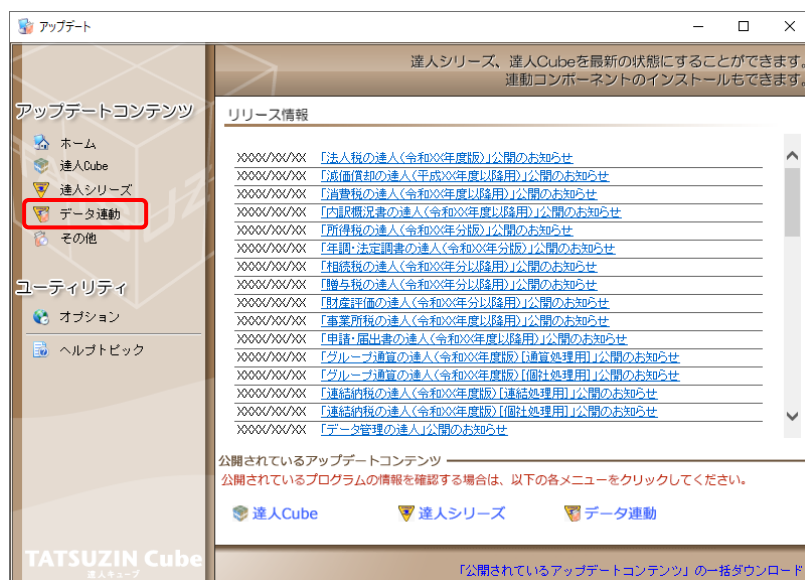 アップデート
達人シリーズ、達人Cubeを最新の状態にすることができます。
連動コンポーネントのインストールもできます。
アップデートコンテンツ
ホーム
達人Cube
達人シリーズ
データ連動
その他
ユーティリティ
オプション
ヘルプトピック
リリース情報
XXXX/XX/XX 「法人税の達人(令和XX年度版)」公開のお知らせ
XXXX/XX/XX 「減価償却の達人(平成XX年度以降用)」公開のお知らせ
XXXX/XX/XX 「消費税の達人(令和XX年度以降用)」公開のお知らせ
XXXX/XX/XX 「内訳概況書の達人(令和XX年度以降用)」公開のお知らせ
XXXX/XX/XX 「所得税の達人(令和XX年分版)」公開のお知らせ
XXXX/XX/XX 「年調・法定調書の達人(令和XX年分版)」公開のお知らせ
XXXX/XX/XX 「相続税の達人(令和XX年分以降用)」公開のお知らせ
XXXX/XX/XX 「贈与税の達人(令和XX年分以降用)」公開のお知らせ
XXXX/XX/XX 「財産評価の達人(令和XX年分以降用)」公開のお知らせ
XXXX/XX/XX 「事業所税の達人(令和XX年度以降用)」公開のお知らせ
XXXX/XX/XX 「申請・届出書の達人(令和XX年度以降用)」公開のお知らせ
XXXX/XX/XX 「グループ通算の達人(令和XX年度版)[通算処理用]」公開のお知らせ
XXXX/XX/XX 「グループ通算の達人(令和XX年度版)[個社処理用]」公開のお知らせ
XXXX/XX/XX 「連結納税の達人(令和XX年度版)[連結処理用]」公開のお知らせ
XXXX/XX/XX 「連結納税の達人(令和XX年度版)[個社処理用]」公開のお知らせ
XXXX/XX/XX 「データ管理の達人」公開のお知らせ
公開されているアップデートコンテンツ
公開されているプログラムの情報を確認する場合は、以下の各メニューをクリックしてください。
達人Cube 達人シリーズ データ連動
TATSUZIN Cube
達人キューブ
「公開されているアップデートコンテンツ」の一括ダウンロード